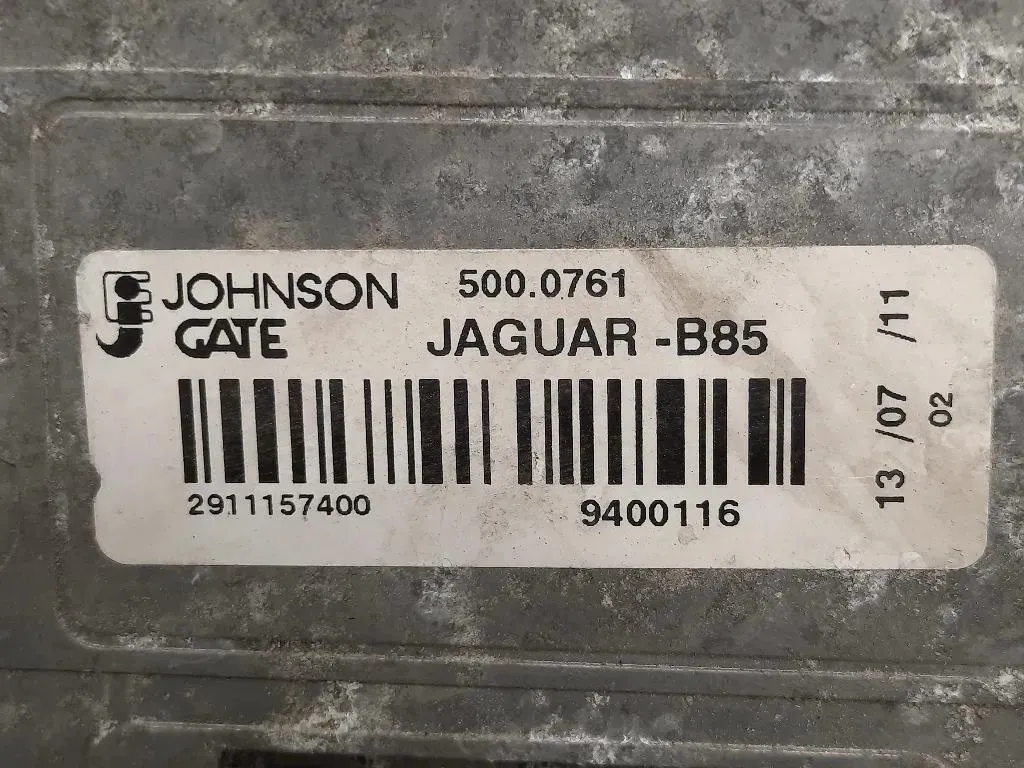 JOHNSON
GATE
500.0761
JAGUAR -B85
2911157400
9400116
13 /07 /11
02